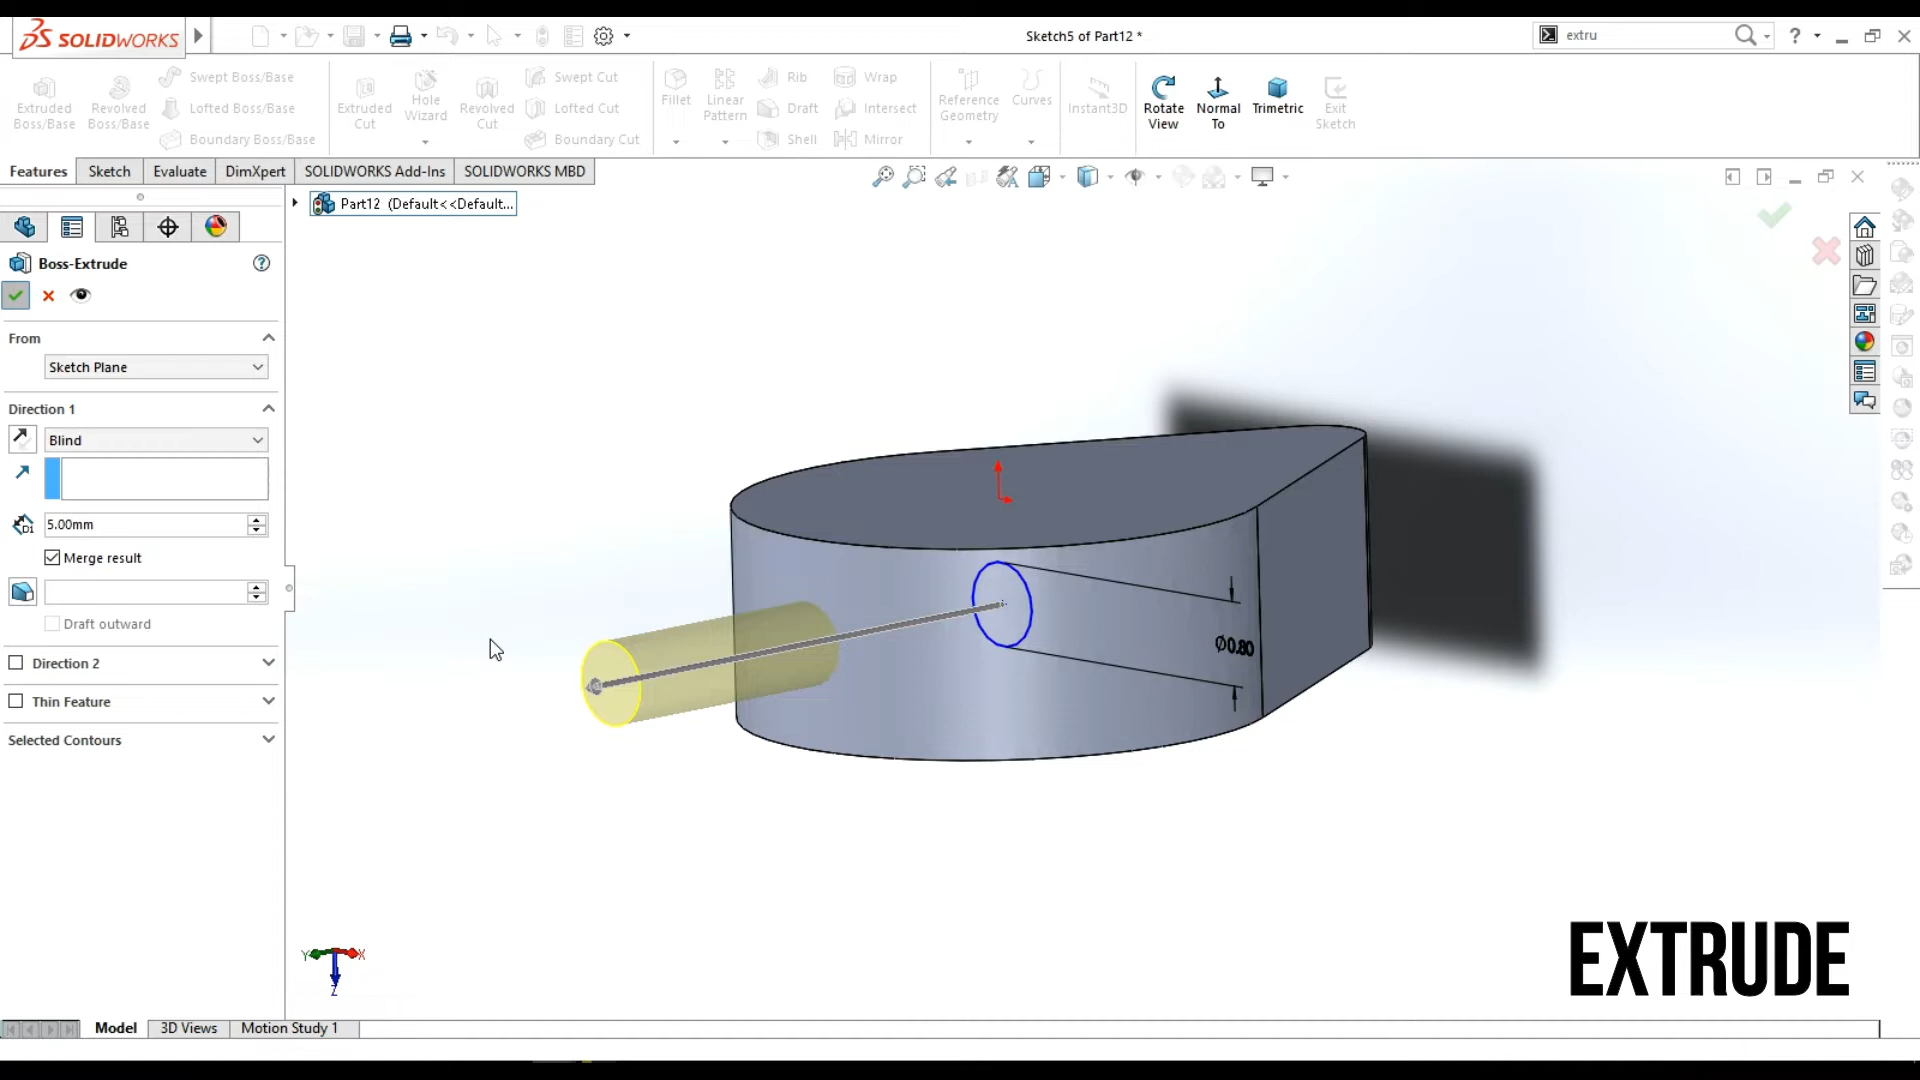 SOLIDWORKS
Sketch5 of Part12 *
extru
?
Extruded Boss/Base
Revolved Boss/Base
Swept Boss/Base
Lofted Boss/Base
Boundary Boss/Base
Extruded Cut
Hole Wizard
Revolved Cut
Swept Cut
Lofted Cut
Boundary Cut
Fillet
Linear Pattern
Rib
Draft
Shell
Wrap
Intersect
Mirror
Reference Geometry
Curves
Instant3D
Rotate View
Normal To
Trimetric
Exit Sketch
Features
Sketch
Evaluate
DimXpert
SOLIDWORKS Add-Ins
SOLIDWORKS MBD
Part12 (Default<<Default...
Boss-Extrude
?
From
Sketch Plane
Direction 1
Blind
D1
5.00mm
Merge result
Draft outward
Direction 2
Thin Feature
Selected Contours
Ø0.80
Y
X
Z
EXTRUDE
Model
3D Views
Motion Study 1